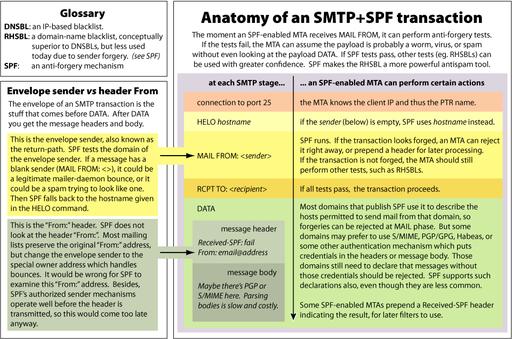 Glossary
DNSBL: an IP-based blacklist.
RHSBL: a domain-name blacklist, conceptually
superior to DNSBLs, but less used
today due to sender forgery. (see SPF)
SPF: an anti-forgery mechanism
Envelope sender vs header From
The envelope of an SMTP transaction is the
stuff that comes before DATA. After DATA
you get the message headers and body.
This is the envelope sender, also known as
the return-path. SPF tests the domain of
the envelope sender. If a message has a
blank sender (MAIL FROM: <>), it could
be a legitimate mailer-daemon bounce, or it
could be a spam trying to look like one.
Then SPF falls back to the hostname given
in the HELO command.
This is the "From:" header. SPF does not
look at the header "From". Most mailing
lists preserve the original "From" address,
but change the envelope sender to the
special owner address which handles
bounces. It would be wrong for SPF to
examine this "From:" address. Besides,
SPF's authorized sender mechanisms
operate well before the header is
transmitted, so this would come too late
anyway.
Anatomy of an SMTP+SPF transaction
The moment an SPF-enabled MTA receives MAIL FROM, it can perform anti-forgery tests.
If the tests fail, the MTA can assume the payload is probably a worm, virus, or spam
without even looking at the payload DATA. If SPF tests pass, other tests (eg. RHSBLs) can
be used with greater confidence. SPF makes the RHSBL a more powerful antispam tool.
at each SMTP stage...
... an SPF-enabled MTA can perform certain actions
connection to port 25
the MTA knows the client IP and thus the PTR name.
HELO hostname
if the sender (below) is empty, SPF uses hostname instead.
MAIL FROM: <sender>
SPF runs. If the transaction looks forged, an MTA can reject
it right away, or prepend a header for later processing.
If the transaction is not forged, the MTA should still
perform other tests, such as RHSBLs.
RCPT TO: <recipient>
If all tests pass, the transaction proceeds.
DATA
message header
Received-SPF: fail
From: email@address
message body
Maybe there's PGP or
S/MIME here. Parsing
bodies is slow and costly.
Most domains that publish SPF use it to describe the
hosts permitted to send mail from that domain, so
forgeries can be rejected at MAIL phase. But some
domains may prefer to use S/MIME, PGP/GPG, Habeas, or
some other authentication mechanism which puts
credentials in the headers or message body. Those
domains still need to declare that messages without
those credentials should be rejected. SPF supports such
declarations also, even though they are less common.
Some SPF-enabled MTAs prepend a Received-SPF header
indicating the result, for later filters to use.